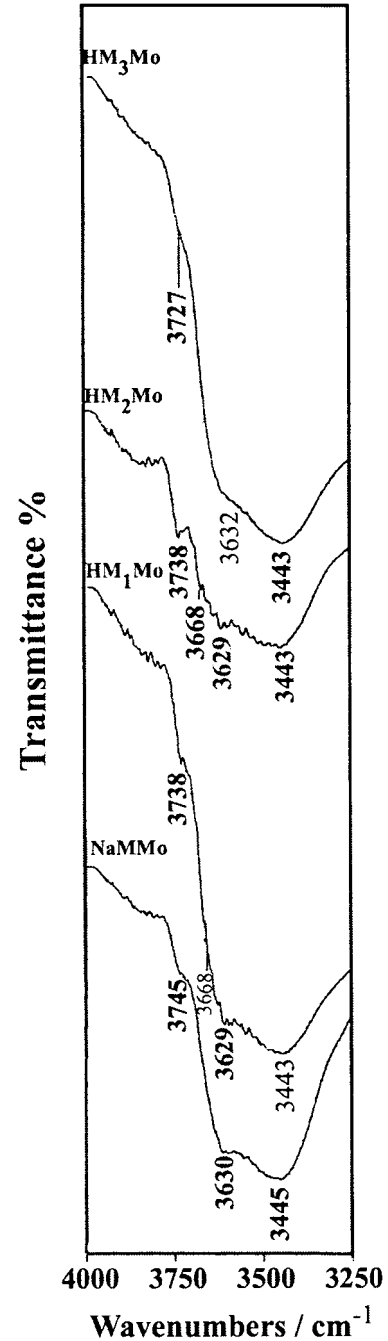 HM3Mo
3727
3632
3443
HM2Mo
3738
3668
3629
3443
HM1Mo
3738
3668
3629
3443
NaMMo
3745
3630
3445
Transmittance %
4000 3750 3500 3250
Wavenumbers / cm-1